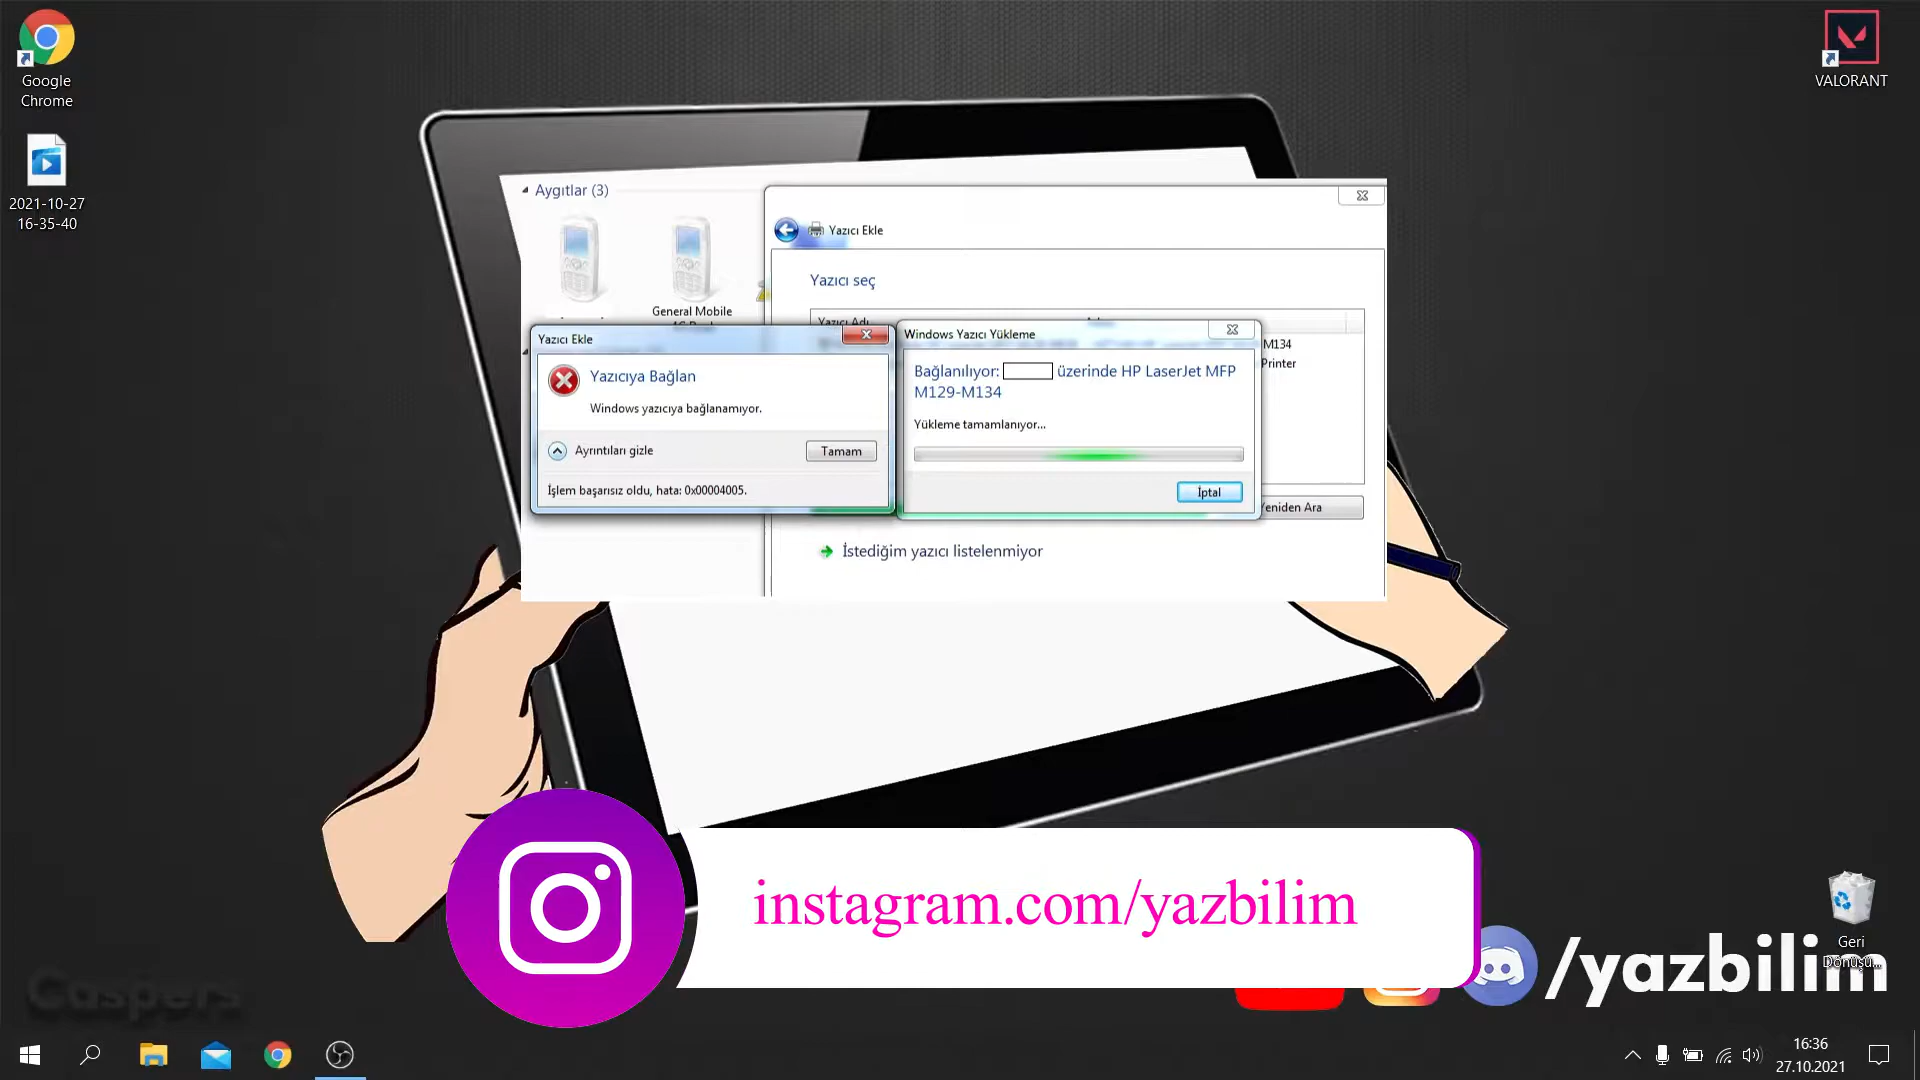 Google
Chrome
2021-10-27
16-35-40
VALORANT
Aygıtlar (3)
General Mobile
Yazıcı Ekle
Yazıcı seç
Yazıcı Adı
M134
Printer
Yeniden Ara
İstediğim yazıcı listelenmiyor
Yazıcı Ekle
Yazıcıya Bağlan
Windows yazıcıya bağlanamıyor.
Ayrıntıları gizle
Tamam
İşlem başarısız oldu, hata: 0x00004005.
Windows Yazıcı Yükleme
Bağlanılıyor: üzerinde HP LaserJet MFP
M129-M134
Yükleme tamamlanıyor...
İptal
instagram.com/yazbilim
/yazbilim
Geri
Dönüşü...
Caspers
16:36
27.10.2021